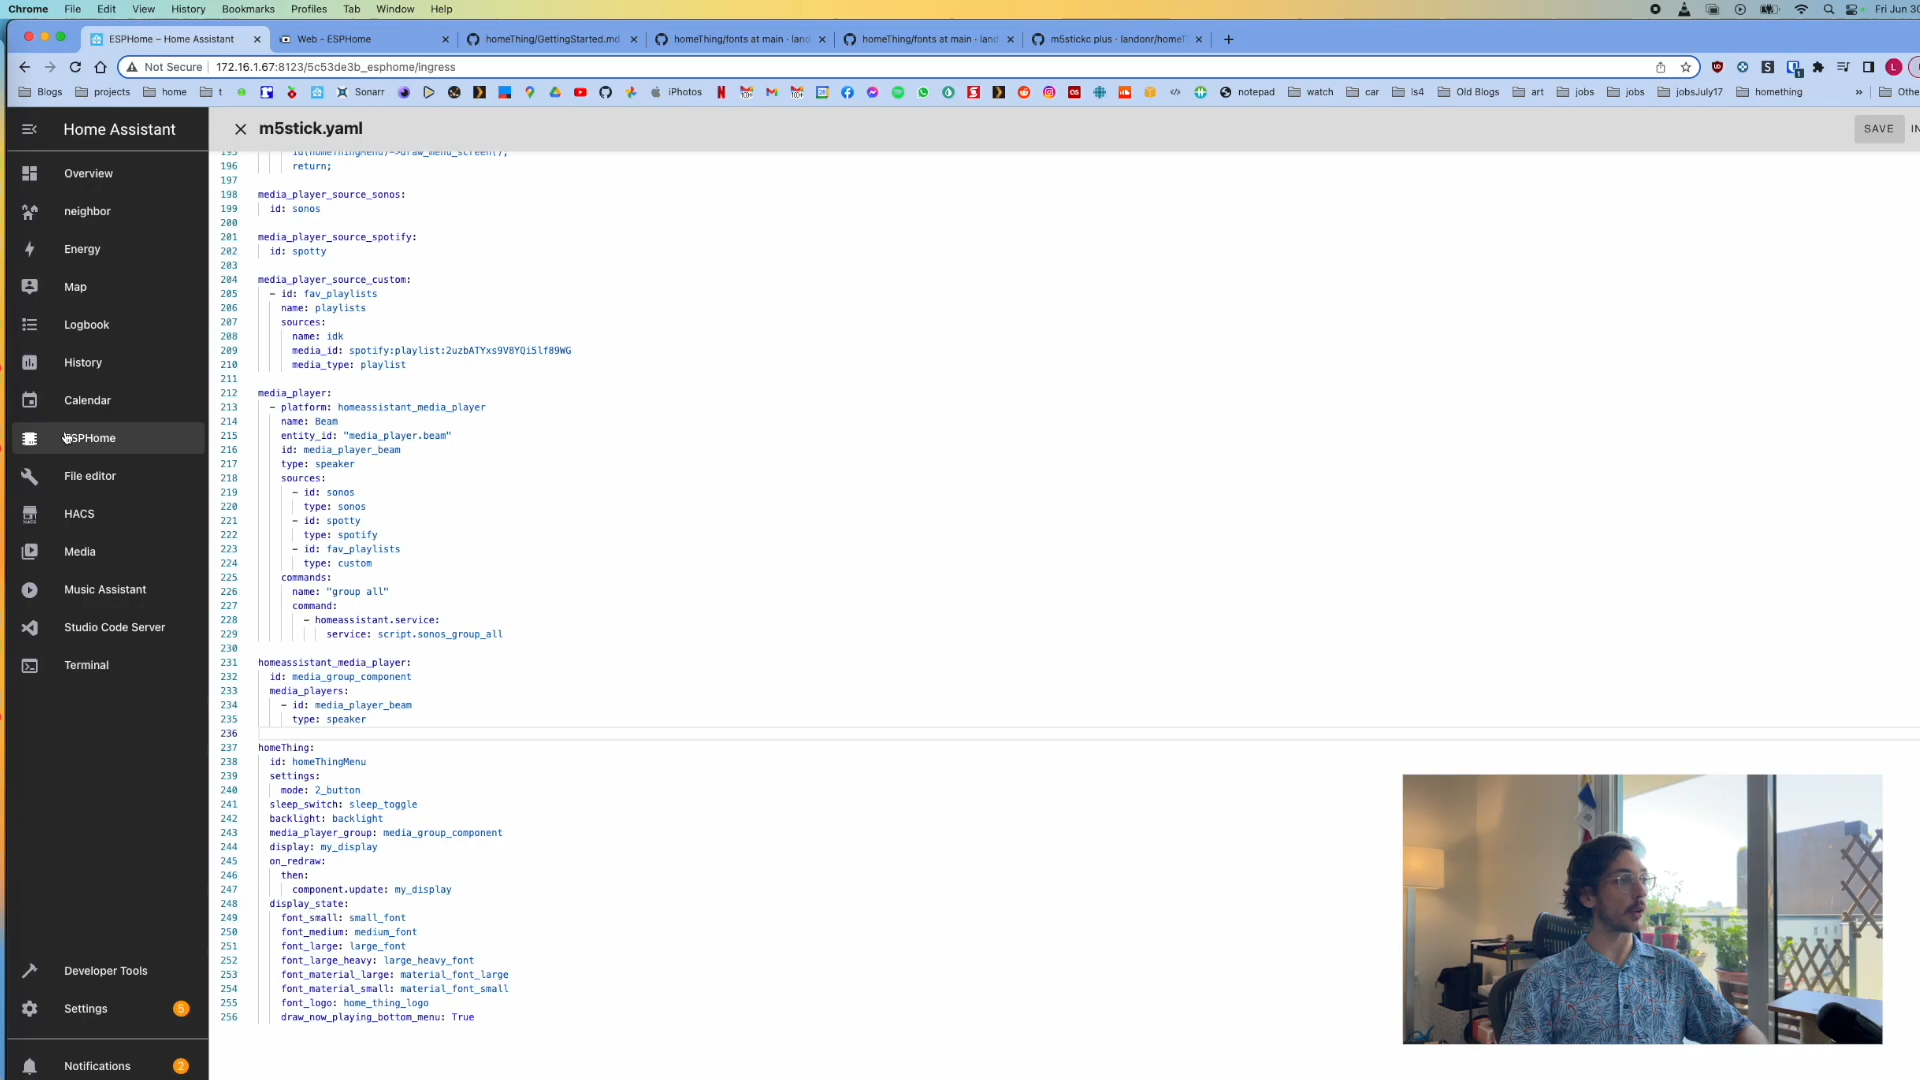 Chrome File Edit View History Bookmarks Profiles Tab Window Help Fri Jun 30
ESPHome – Home Assistant Web - ESPHome homeThing/GettingStarted.md homeThing/fonts at main · land homeThing/fonts at main · land m5stickc plus · landonr/homeT
Not Secure 172.16.1.67:8123/5c53de3b_esphome/ingress
Blogs projects home t Sonarr iPhotos notepad watch car ls4 Old Blogs art jobs jobs jobsJuly17 homething » Othe
Home Assistant
m5stick.yaml
SAVE IN
Overview
neighbor
Energy
Map
Logbook
History
Calendar
ESPHome
File editor
HACS
Media
Music Assistant
Studio Code Server
Terminal
Developer Tools
Settings 5
Notifications 2
195 id(homeThingMenu)->draw_menu_screen();
196 return;
197
198 media_player_source_sonos:
199 id: sonos
200
201 media_player_source_spotify:
202 id: spotty
203
204 media_player_source_custom:
205 - id: fav_playlists
206 name: playlists
207 sources:
208 name: idk
209 media_id: spotify:playlist:2uzbATYxs9V8YQi5lf89WG
210 media_type: playlist
211
212 media_player:
213 - platform: homeassistant_media_player
214 name: Beam
215 entity_id: "media_player.beam"
216 id: media_player_beam
217 type: speaker
218 sources:
219 - id: sonos
220 type: sonos
221 - id: spotty
222 type: spotify
223 - id: fav_playlists
224 type: custom
225 commands:
226 name: "group all"
227 command:
228 - homeassistant.service:
229 service: script.sonos_group_all
230
231 homeassistant_media_player:
232 id: media_group_component
233 media_players:
234 - id: media_player_beam
235 type: speaker
236
237 homeThing:
238 id: homeThingMenu
239 settings:
240 mode: 2_button
241 sleep_switch: sleep_toggle
242 backlight: backlight
243 media_player_group: media_group_component
244 display: my_display
245 on_redraw:
246 then:
247 component.update: my_display
248 display_state:
249 font_small: small_font
250 font_medium: medium_font
251 font_large: large_font
252 font_large_heavy: large_heavy_font
253 font_material_large: material_font_large
254 font_material_small: material_font_small
255 font_logo: home_thing_logo
256 draw_now_playing_bottom_menu: True